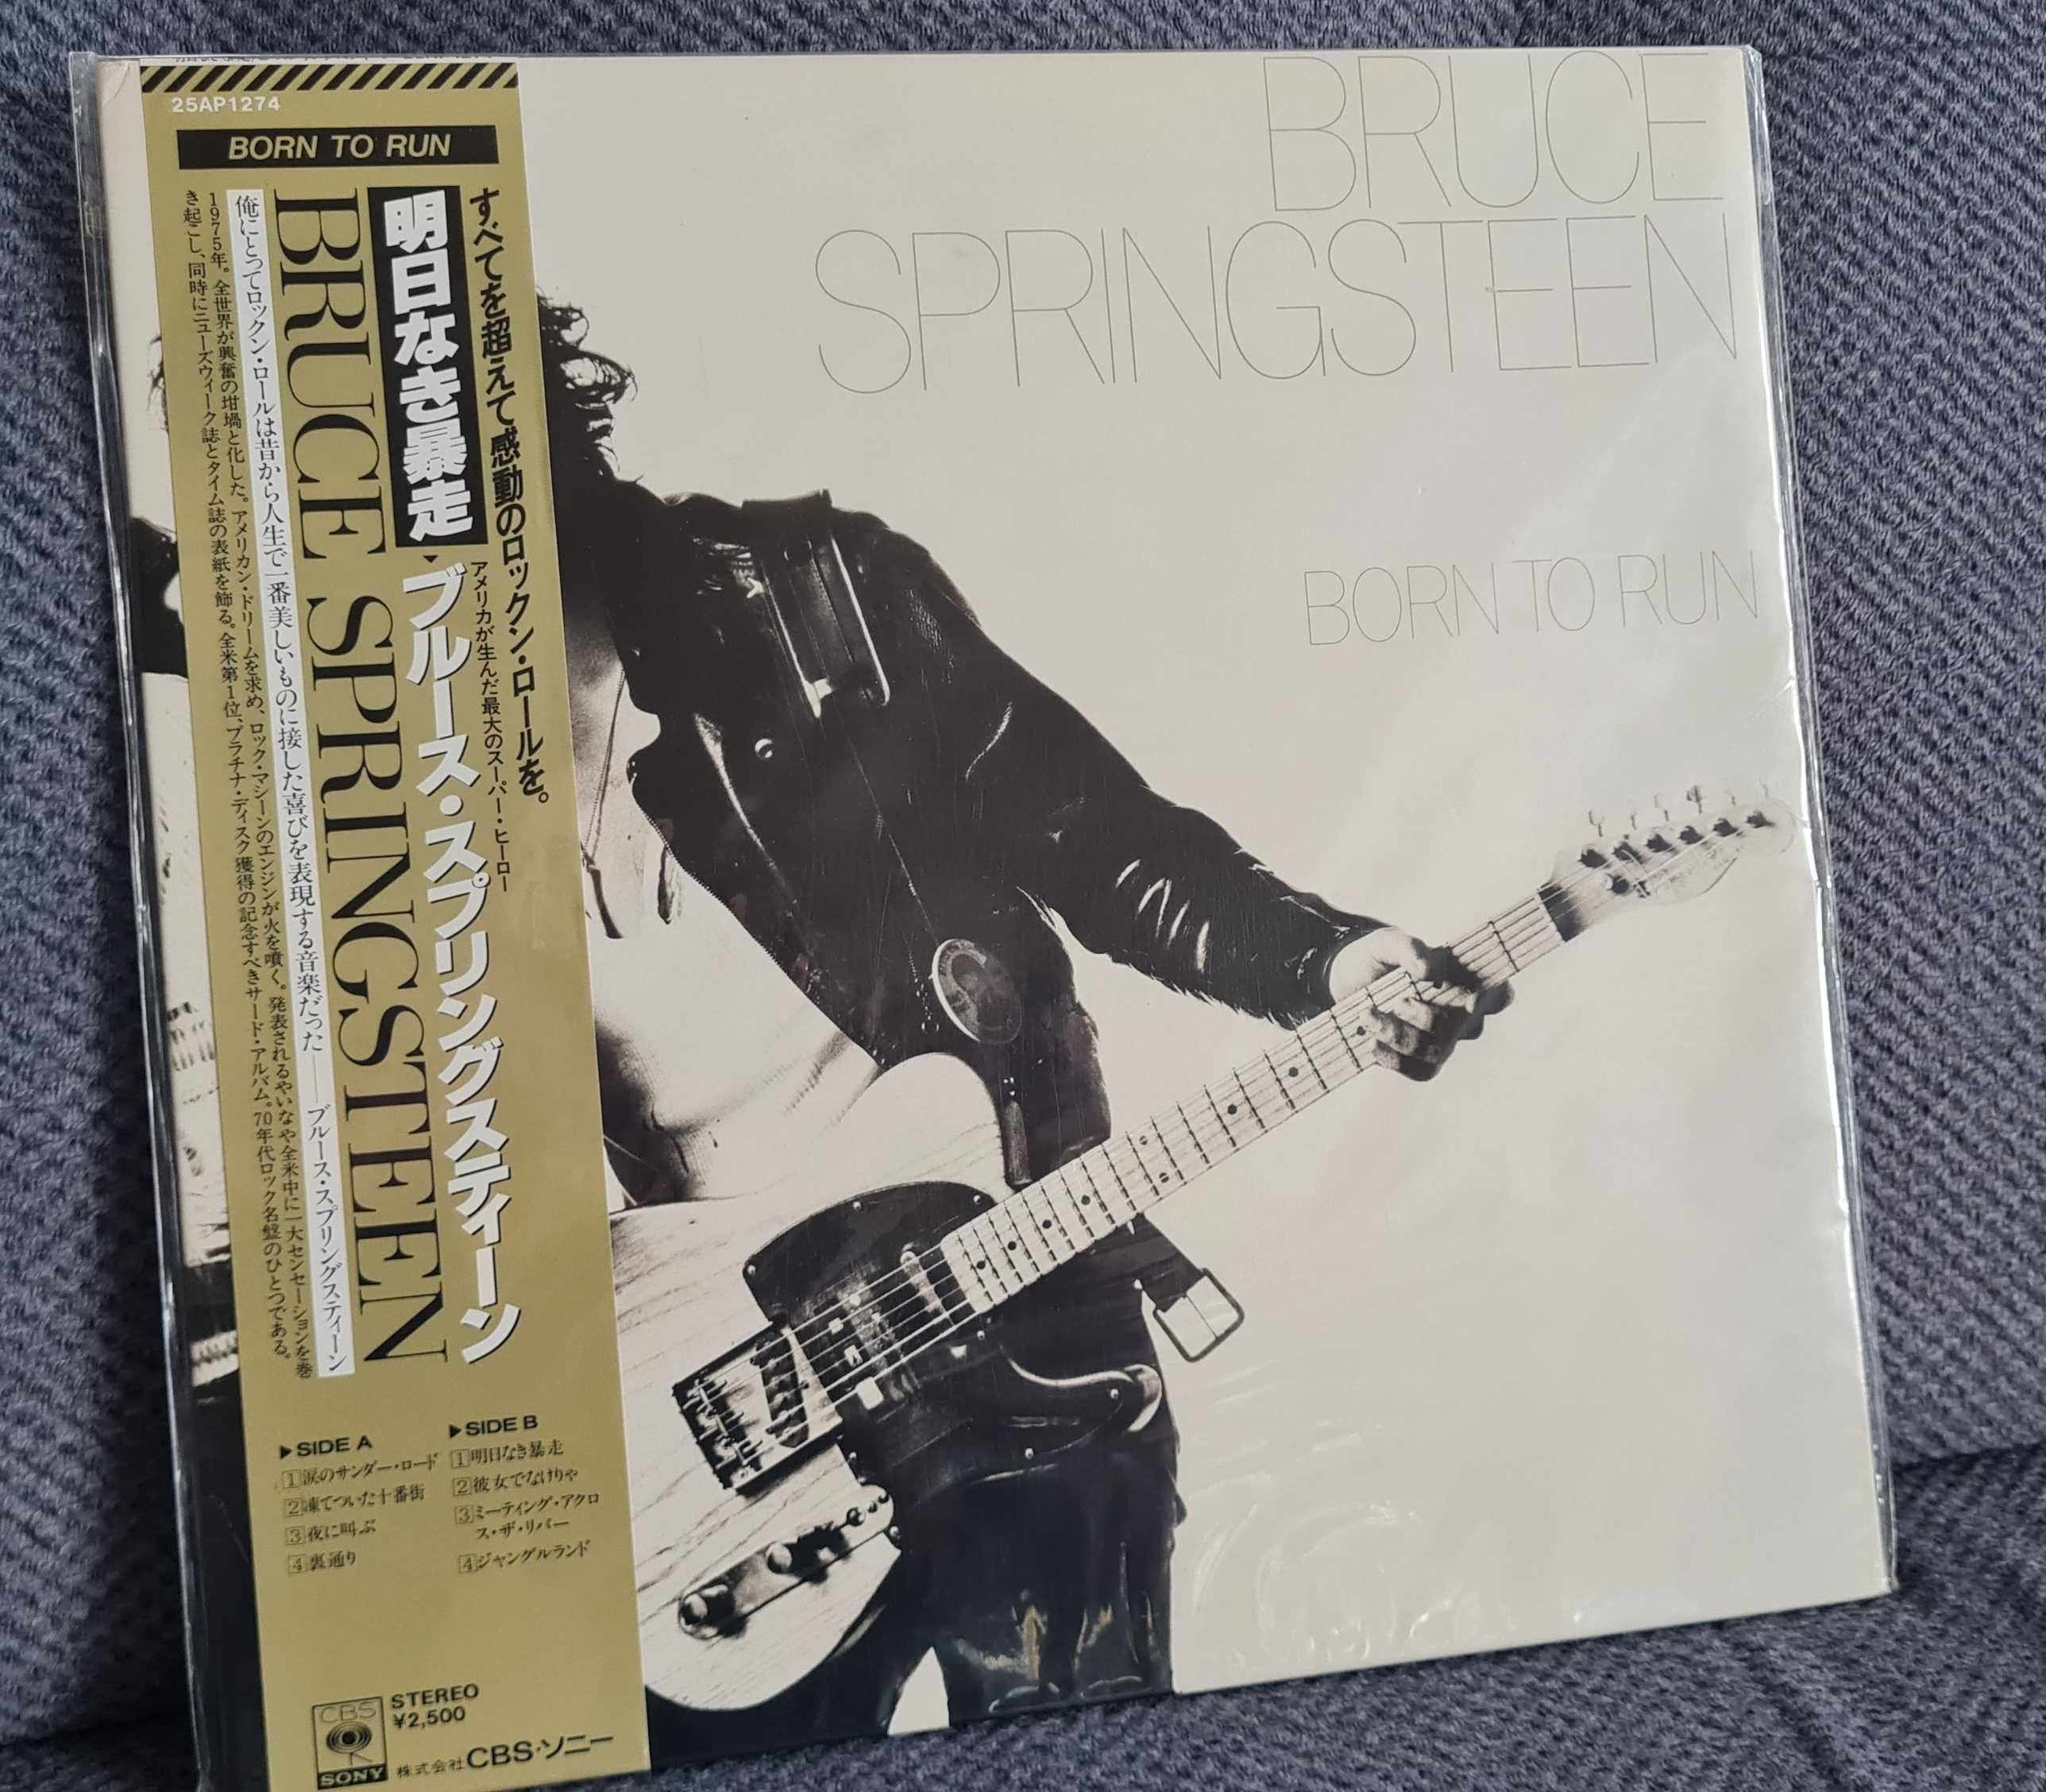 25AP1274
BORN TO RUN
すべてを超えて感動のロックン・ロールを。
アメリカが生んだ最大のスーパー・ヒーロー
明日なき暴走
ブルース・スプリングスティーン
BRUCE SPRINGSTEEN
俺にとってロックン・ロールは昔から人生で一番美しいものに接した喜びを表現する音楽だった──ブルース・スプリングスティーン
1975年。全世界が興奮の坩堝と化した。アメリカン・ドリームを求め、ロック・マシーンのエンジンが火を噴く。発表されるやいなや全米中に一大センセーションを巻
き起こし、同時にニューズウィーク誌とタイム誌の表紙を飾る。全米第1位、プラチナ・ディスク獲得の記念すべきサード・アルバム。70年代ロック名盤のひとつである。
▶SIDE A
1涙のサンダー・ロード
2凍てついた十番街
3夜に叫ぶ
4裏通り
▶SIDE B
1明日なき暴走
2彼女でなけりゃ
3ミーティング・アクロ
ス・ザ・リバー
4ジャングルランド
CBS
SONY
STEREO
¥2,500
株式会社CBS・ソニー
BRUCE
SPRINGSTEEN
BORN TO RUN